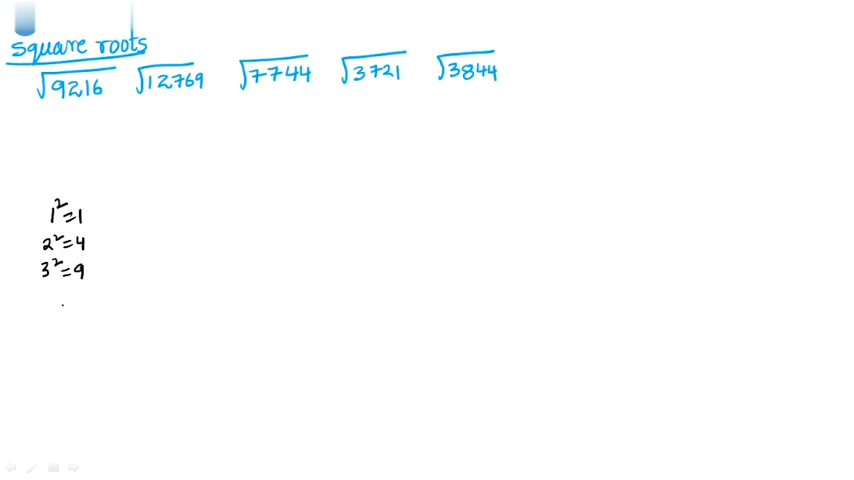 square roots
√9216 √12769 √7744 √3721 √3844
1²=1
2²=4
3²=9